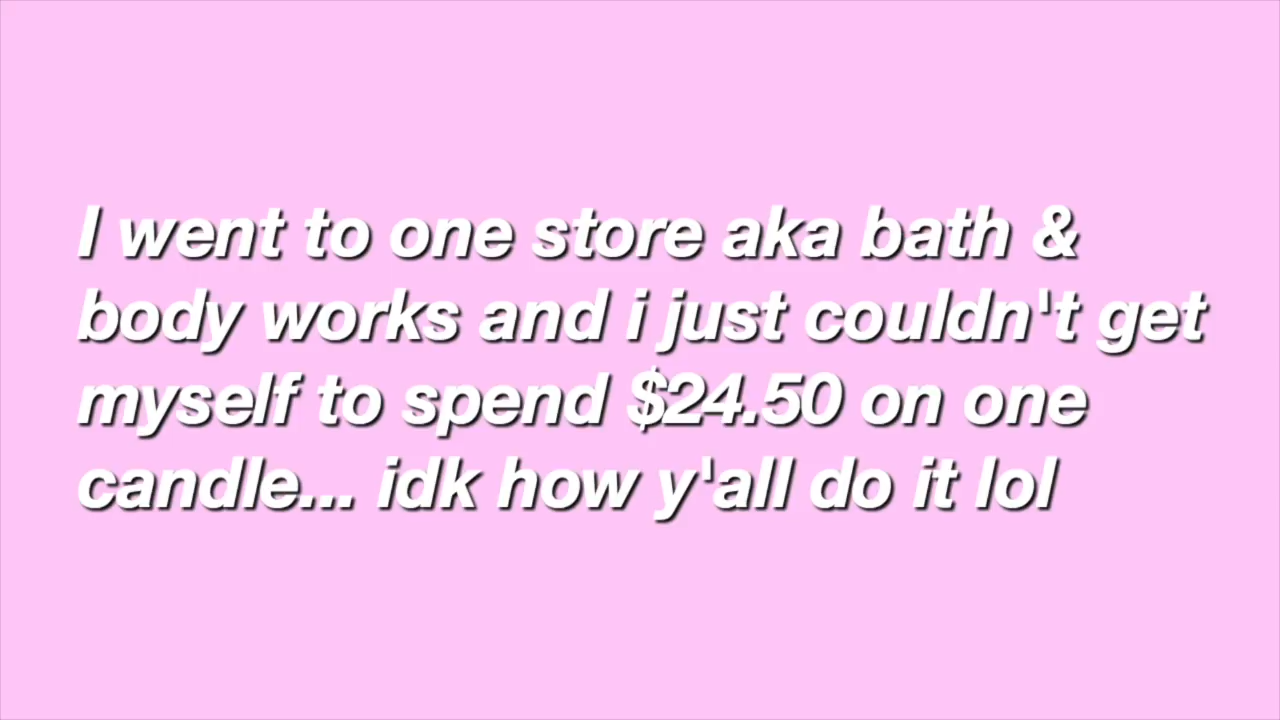 I went to one store aka bath &
body works and i just couldn't get
myself to spend $24.50 on one
candle... idk how y'all do it lol